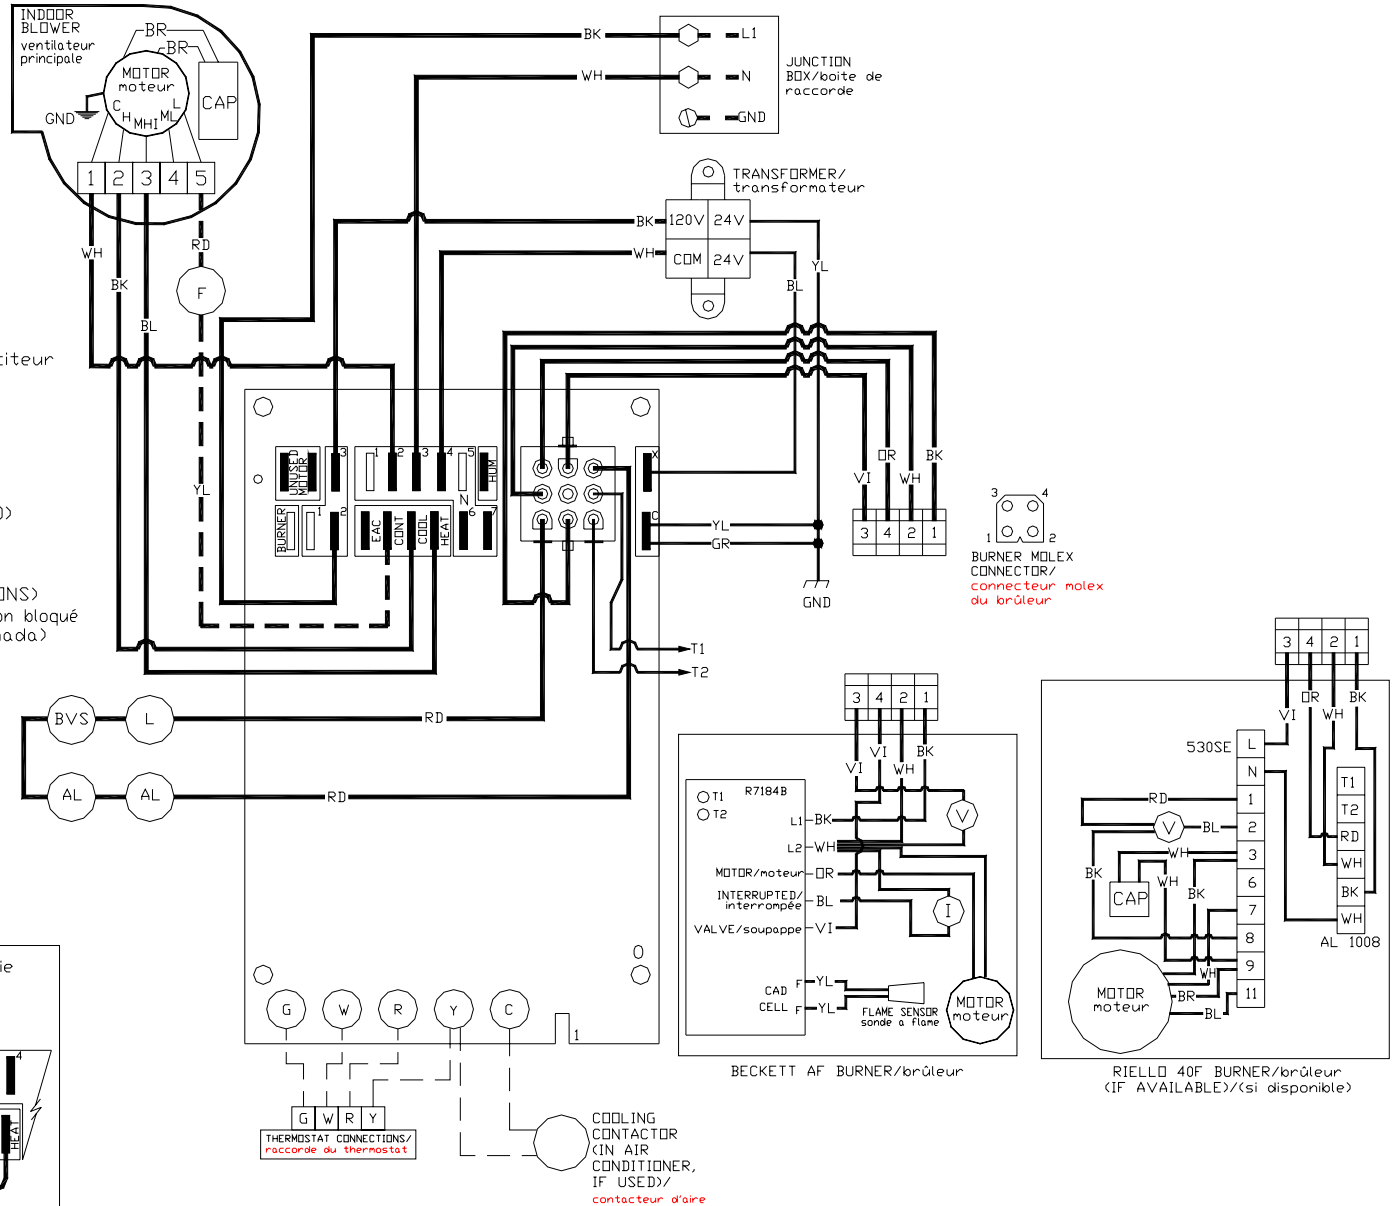 INDOOR
BLOWER
ventilateur
principale
BR
BR
MOTOR
moteur
CAP
GND
C
H
MHI
ML
L
1 2 3 4 5
WH
BK
BL
RD
F
YL
BK
WH
L1
N
GND
JUNCTION
BOX/boite de
raccorde
TRANSFORMER/
transformateur
BK
WH
120V 24V
COM 24V
YL
BL
citeur
)
ONS)
on bloqué
nada)
UNUSED
MOTOR
3
1 2 3 4 5
HUM
BURNER
1 2
EAC
CONT
COOL
HEAT
N
6 7
X
C
YL
GR
GND
VI
OR
WH
BK
3 4 2 1
3 4
1 2
BURNER MOLEX
CONNECTOR/
connecteur molex
du brûleur
T1
T2
BVS
L
RD
AL
AL
RD
O
G W R Y C
1
G W R Y
THERMOSTAT CONNECTIONS/
raccorde du thermostat
COOLING
CONTACTOR
(IN AIR
CONDITIONER,
IF USED)/
contacteur d'aire
ie
4
HEAT
3 4 2 1
VI
VI
WH
BK
T1
T2
R7184B
L1 BK
L2 WH
MOTOR/moteur OR
INTERRUPTED/
interrompée
BL
VALVE/soupappe VI
V
I
CAD
CELL
F YL
F YL
FLAME SENSOR
sonde a flame
MOTOR
moteur
BECKETT AF BURNER/brûleur
3 4 2 1
VI
OR
WH
BK
530SE
L
N
1
2
3
6
7
8
9
11
RD
V
BL
WH
WH
BK
BK
CAP
WH
BR
BL
MOTOR
moteur
T1
T2
RD
WH
BK
WH
AL 1008
RIELLO 40F BURNER/brûleur
(IF AVAILABLE)/(si disponible)